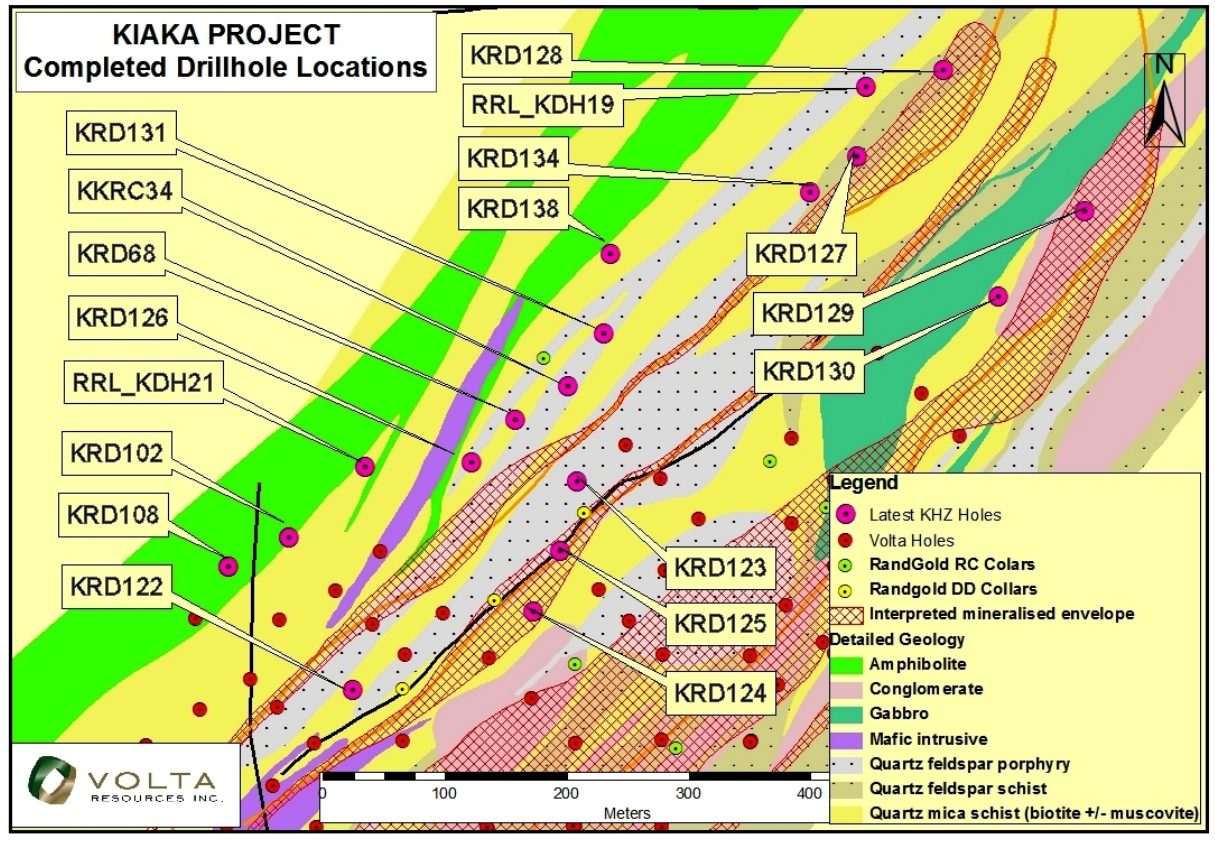 KIAKA PROJECT
Completed Drillhole Locations
KRD128
RRL_KDH19
N
KRD131
KRD134
KKRC34
KRD138
KRD68
KRD127
KRD126
KRD129
RRL_KDH21
KRD130
KRD102
KRD108
KRD122
KRD123
KRD125
KRD124
Legend
Latest KHZ Holes
Volta Holes
RandGold RC Colars
Randgold DD Collars
Interpreted mineralised envelope
Detailed Geology
Amphibolite
Conglomerate
Gabbro
Mafic intrusive
Quartz feldspar porphyry
Quartz feldspar schist
Quartz mica schist (biotite +/- muscovite)
VOLTA
RESOURCES INC.
0 100 200 300 400
Meters